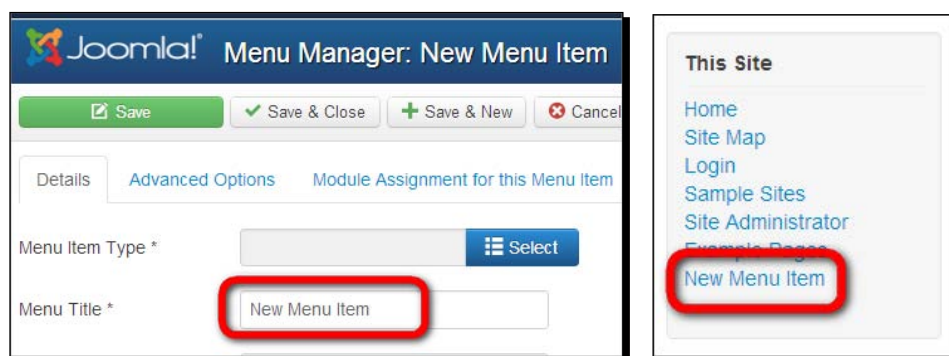 Joomla!® Menu Manager: New Menu Item
Save Save & Close Save & New Cancel
Details Advanced Options Module Assignment for this Menu Item
Menu Item Type * Select
Menu Title * New Menu Item
This Site
Home
Site Map
Login
Sample Sites
Site Administrator
Example Pages
New Menu Item